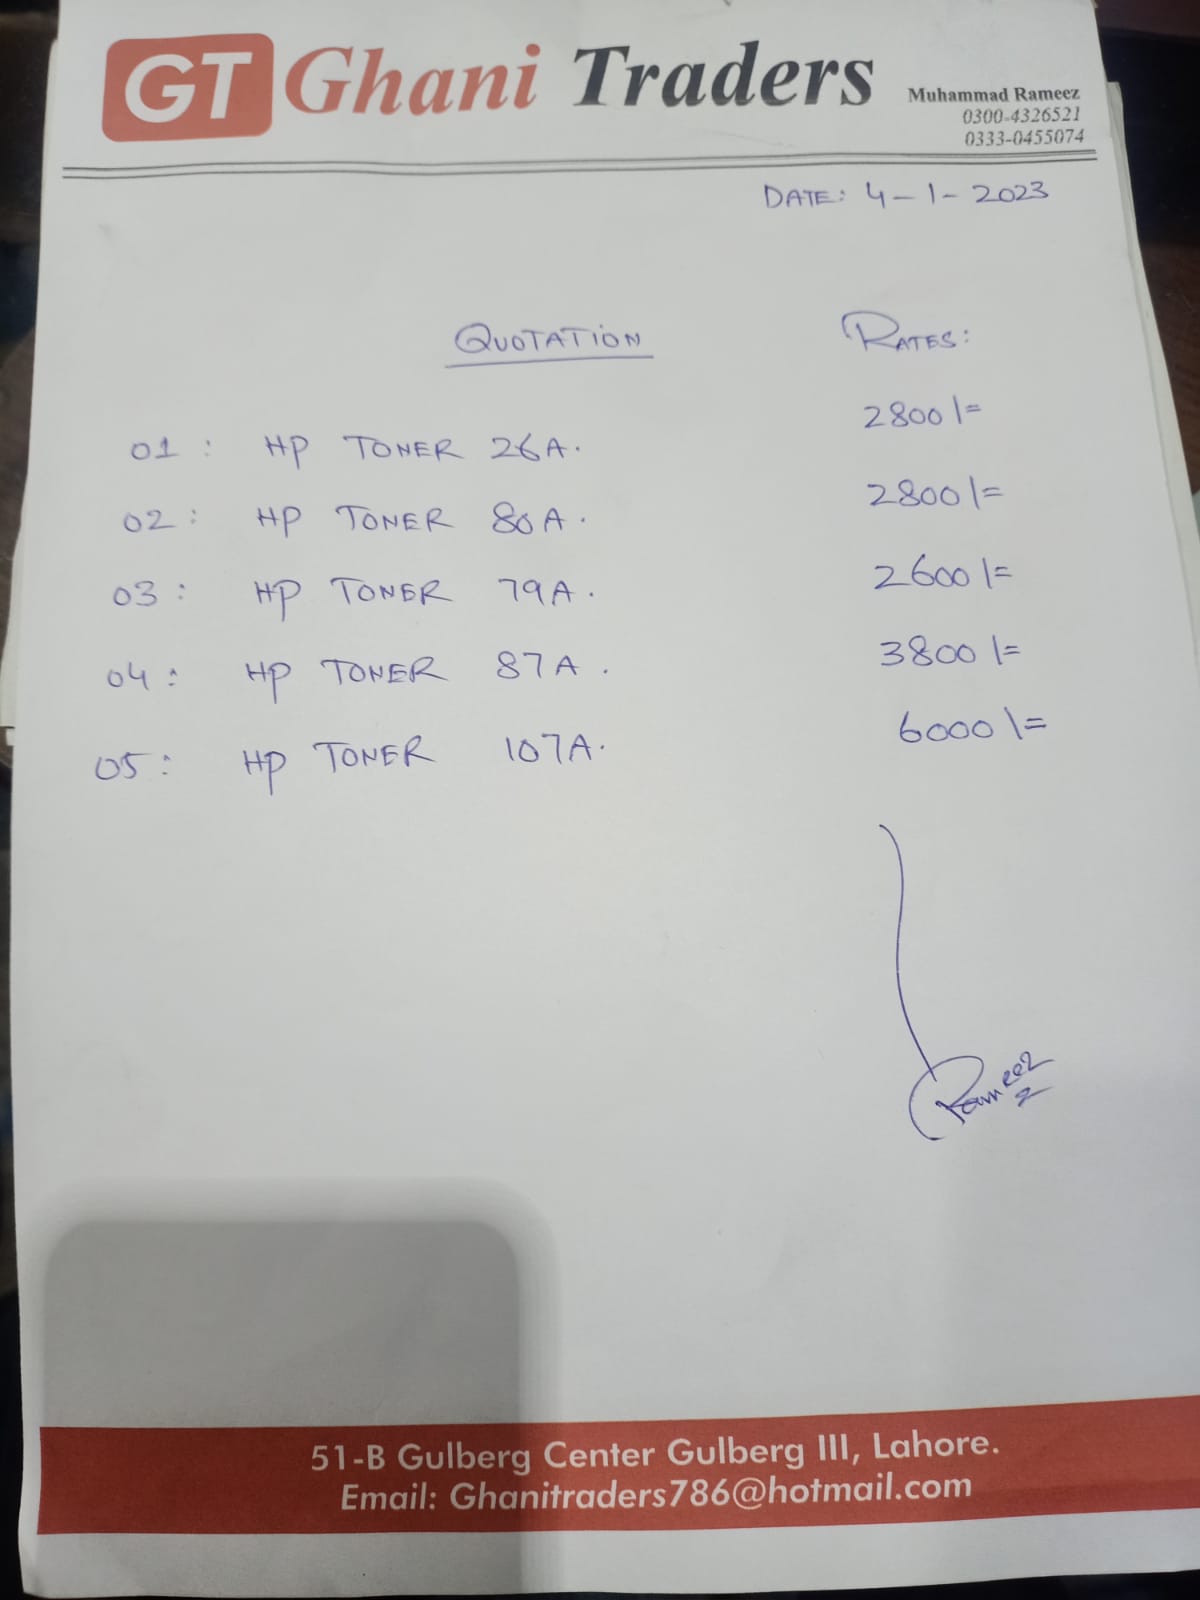 GT Ghani Traders
Muhammad Rameez
0300-4326521
0333-0455074
DATE: 4-1-2023
QUOTATION RATES:
01: HP TONER 26A. 2800/=
02: HP TONER 80A. 2800/=
03: HP TONER 79A. 2600/=
04: HP TONER 87A. 3800/=
05: HP TONER 107A. 6000/=
Rameez
51-B Gulberg Center Gulberg III, Lahore.
Email: Ghanitraders786@hotmail.com